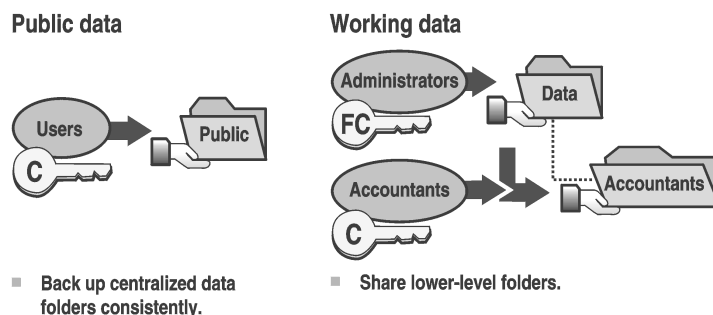 Public data
Users
C
Public
Back up centralized data
folders consistently.
Working data
Administrators
FC
Data
Accountants
C
Accountants
Share lower-level folders.